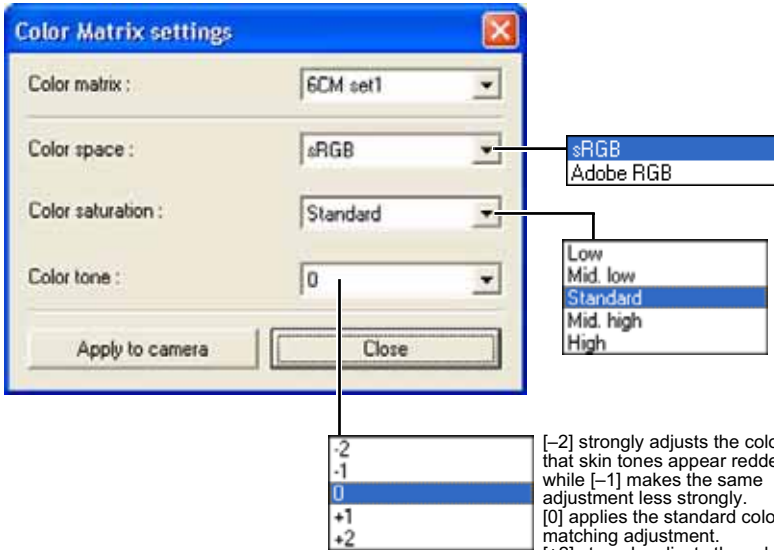 Color Matrix settings
Color matrix :
6CM set1
Color space :
sRGB
sRGB
Adobe RGB
Color saturation :
Standard
Low
Mid. low
Standard
Mid. high
High
Color tone :
0
Apply to camera
Close
-2
-1
0
+1
+2
[–2] strongly adjusts the
that skin tones appear
while [–1] makes the same
adjustment less strongly.
[0] applies the standard
matching adjustment.